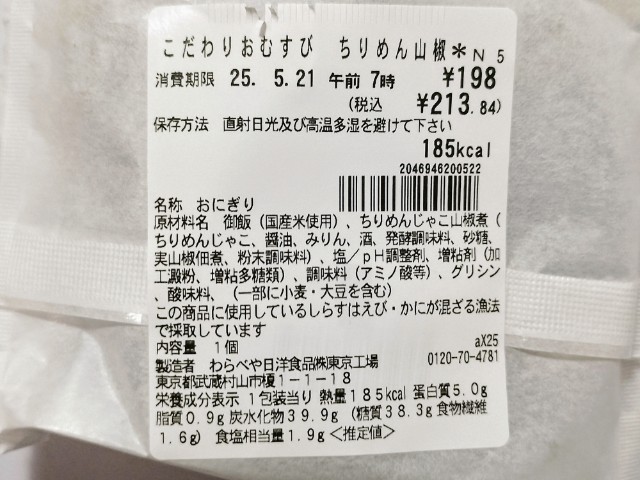 こだわりおむすび ちりめん山椒*N5
消費期限 25. 5.21 午前 7時 ¥198
(税込 ¥213.84)
保存方法 直射日光及び高温多湿を避けて下さい
185kcal
2046946200522
名称 おにぎり
原材料名 御飯(国産米使用)、ちりめんじゃこ山椒煮(
ちりめんじゃこ、醤油、みりん、酒、発酵調味料、砂糖、
実山椒佃煮、粉末調味料)、塩/pH調整剤、増粘剤(加
工澱粉、増粘多糖類)、調味料(アミノ酸等)、グリシン
、酸味料、(一部に小麦・大豆を含む)
この商品に使用しているしらすはえび・かにが混ざる漁法
で採取しています
内容量 1個 aX25
製造者 わらべや日洋食品㈱東京工場 0120-70-4781
東京都武蔵村山市榎1-1-18
栄養成分表示 1包装当り 熱量185kcal 蛋白質5.0g
脂質0.9g 炭水化物39.9g (糖質38.3g 食物繊維
1.6g) 食塩相当量1.9g <推定値>